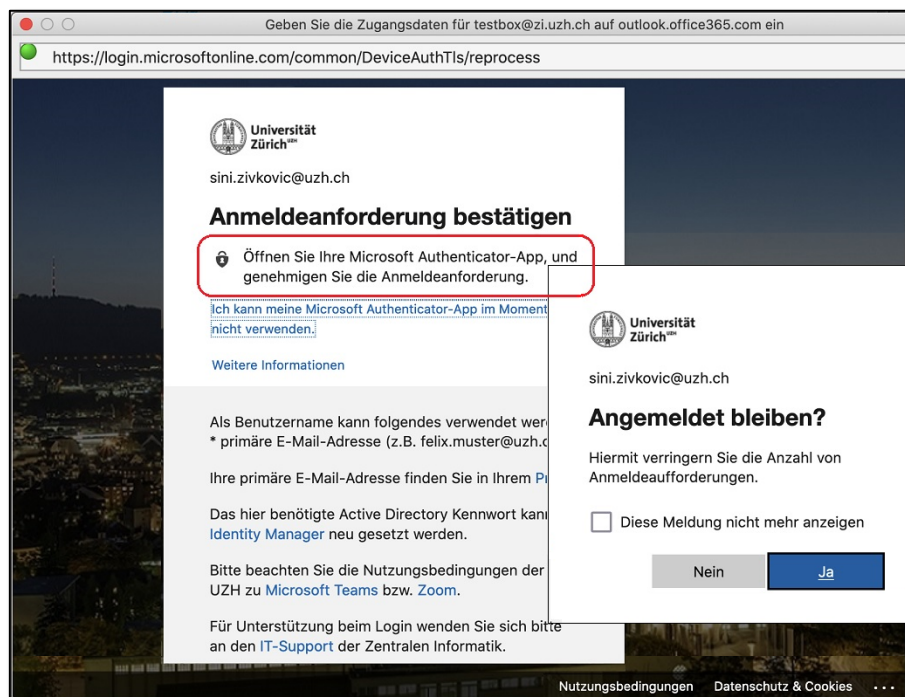 Geben Sie die Zugangsdaten für testbox@zi.uzh.ch auf outlook.office365.com ein
https://login.microsoftonline.com/common/DeviceAuthTls/reprocess
Universität
Zürich UZH
sini.zivkovic@uzh.ch
Anmeldeanforderung bestätigen
Öffnen Sie Ihre Microsoft Authenticator-App, und
genehmigen Sie die Anmeldeanforderung.
Ich kann meine Microsoft Authenticator-App im Moment
nicht verwenden.
Weitere Informationen
Als Benutzername kann folgendes verwendet wer
* primäre E-Mail-Adresse (z.B. felix.muster@uzh.c
Ihre primäre E-Mail-Adresse finden Sie in Ihrem P
Das hier benötigte Active Directory Kennwort kan
Identity Manager neu gesetzt werden.
Bitte beachten Sie die Nutzungsbedingungen der
UZH zu Microsoft Teams bzw. Zoom.
Für Unterstützung beim Login wenden Sie sich bitte
an den IT-Support der Zentralen Informatik.
Universität
Zürich UZH
sini.zivkovic@uzh.ch
Angemeldet bleiben?
Hiermit verringern Sie die Anzahl von
Anmeldeaufforderungen.
Diese Meldung nicht mehr anzeigen
Nein Ja
Nutzungsbedingungen Datenschutz & Cookies ...